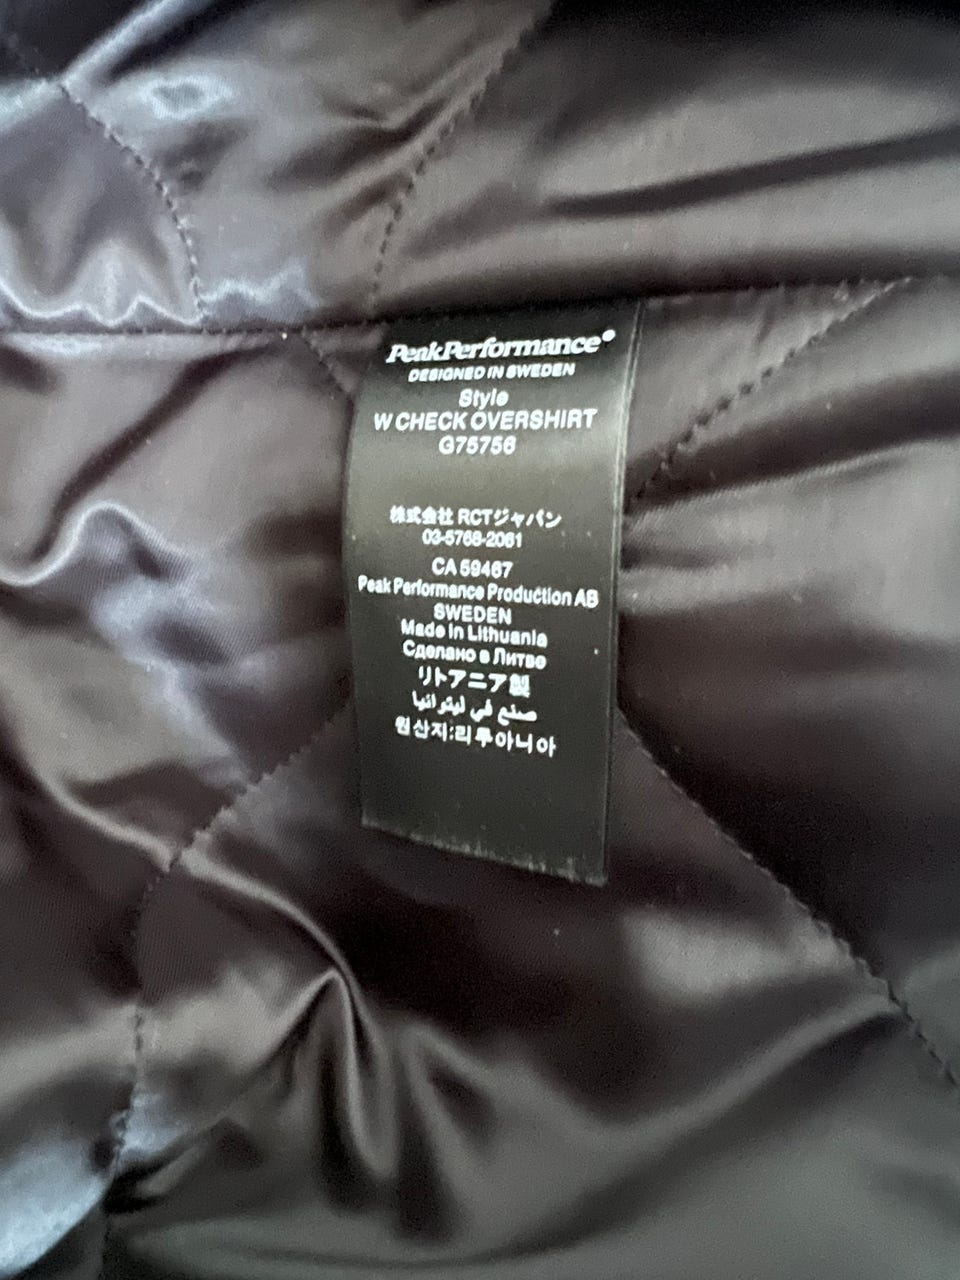 PeakPerformance
DESIGNED IN SWEDEN
Style
W CHECK OVERSHIRT
G75756
株式会社 RCTジャパン
03-5768-2061
CA 59467
Peak Performance Production AB
SWEDEN
Made in Lithuania
Сделано в Литве
リトアニア製
صنع في ليتوانيا
원산지:리투아니아